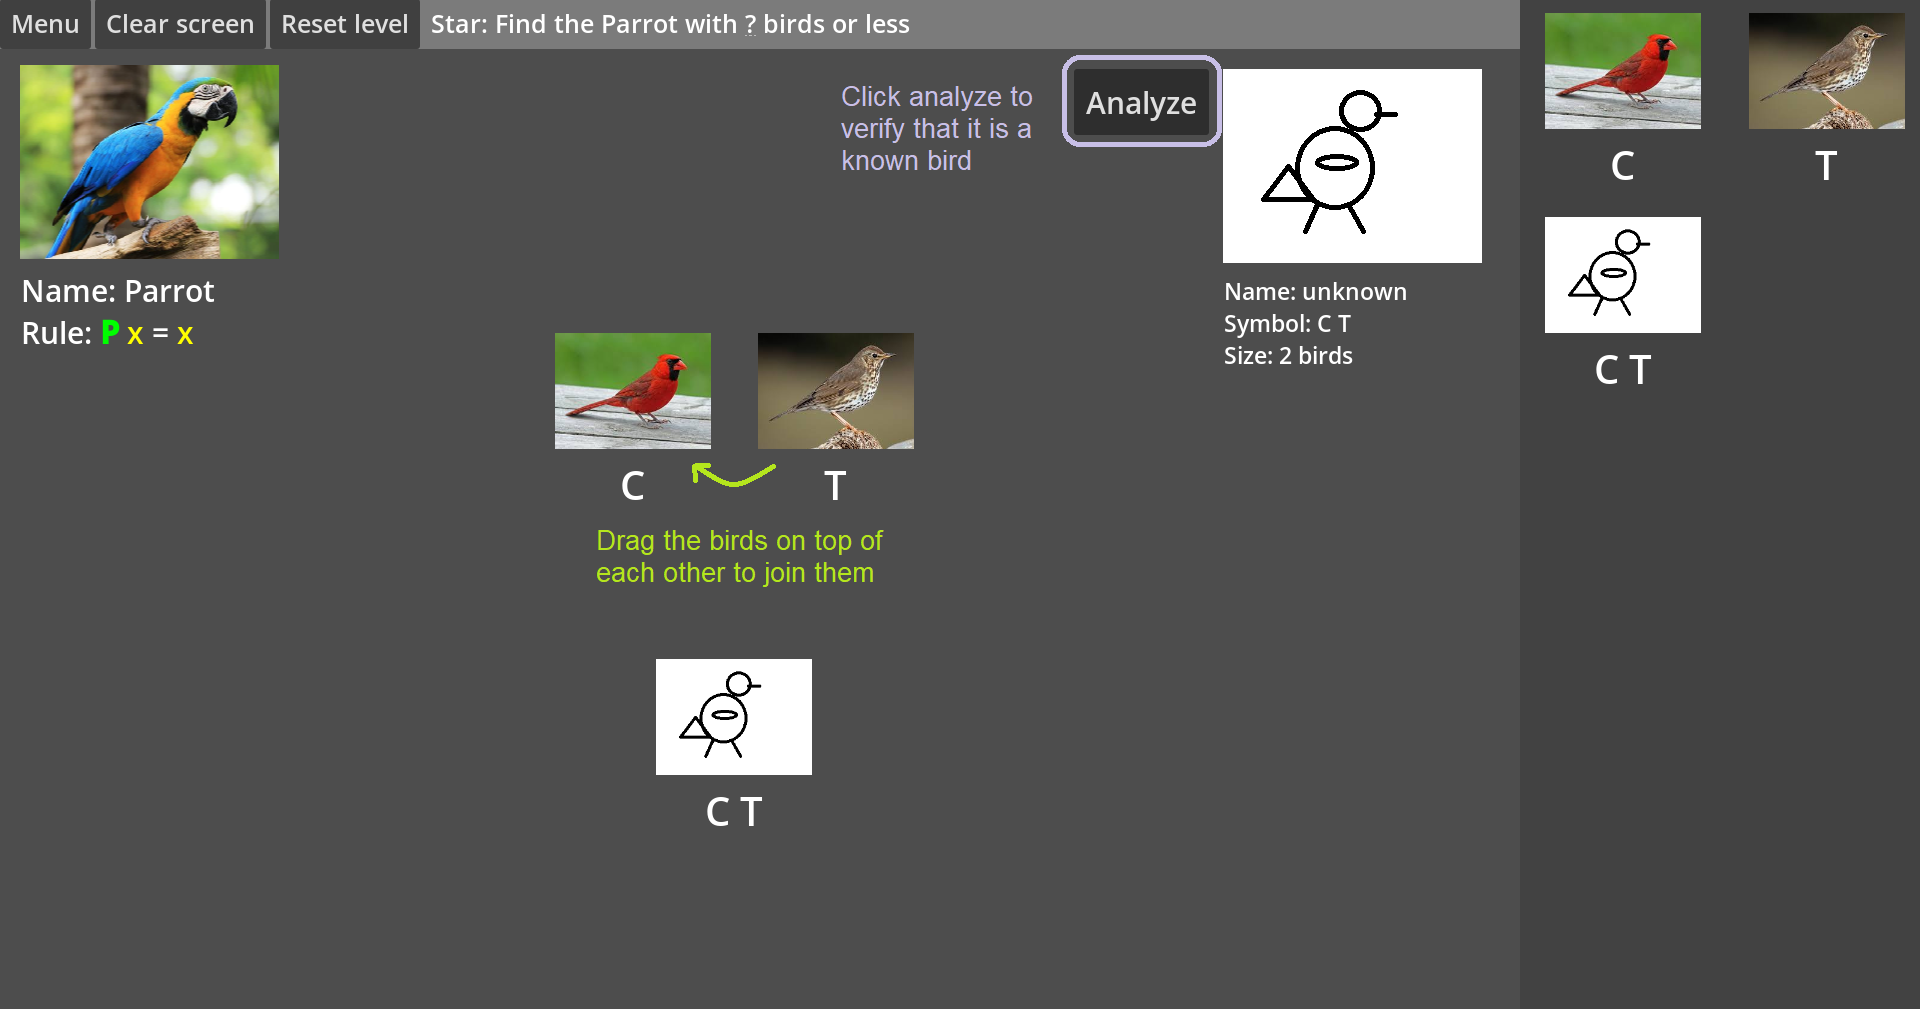 Menu
Clear screen
Reset level
Star: Find the Parrot with ? birds or less
Name: Parrot
Rule: P x = x
Click analyze to
verify that it is a
known bird
Analyze
Name: unknown
Symbol: C T
Size: 2 birds
C
T
Drag the birds on top of
each other to join them
C T
C
T
C T